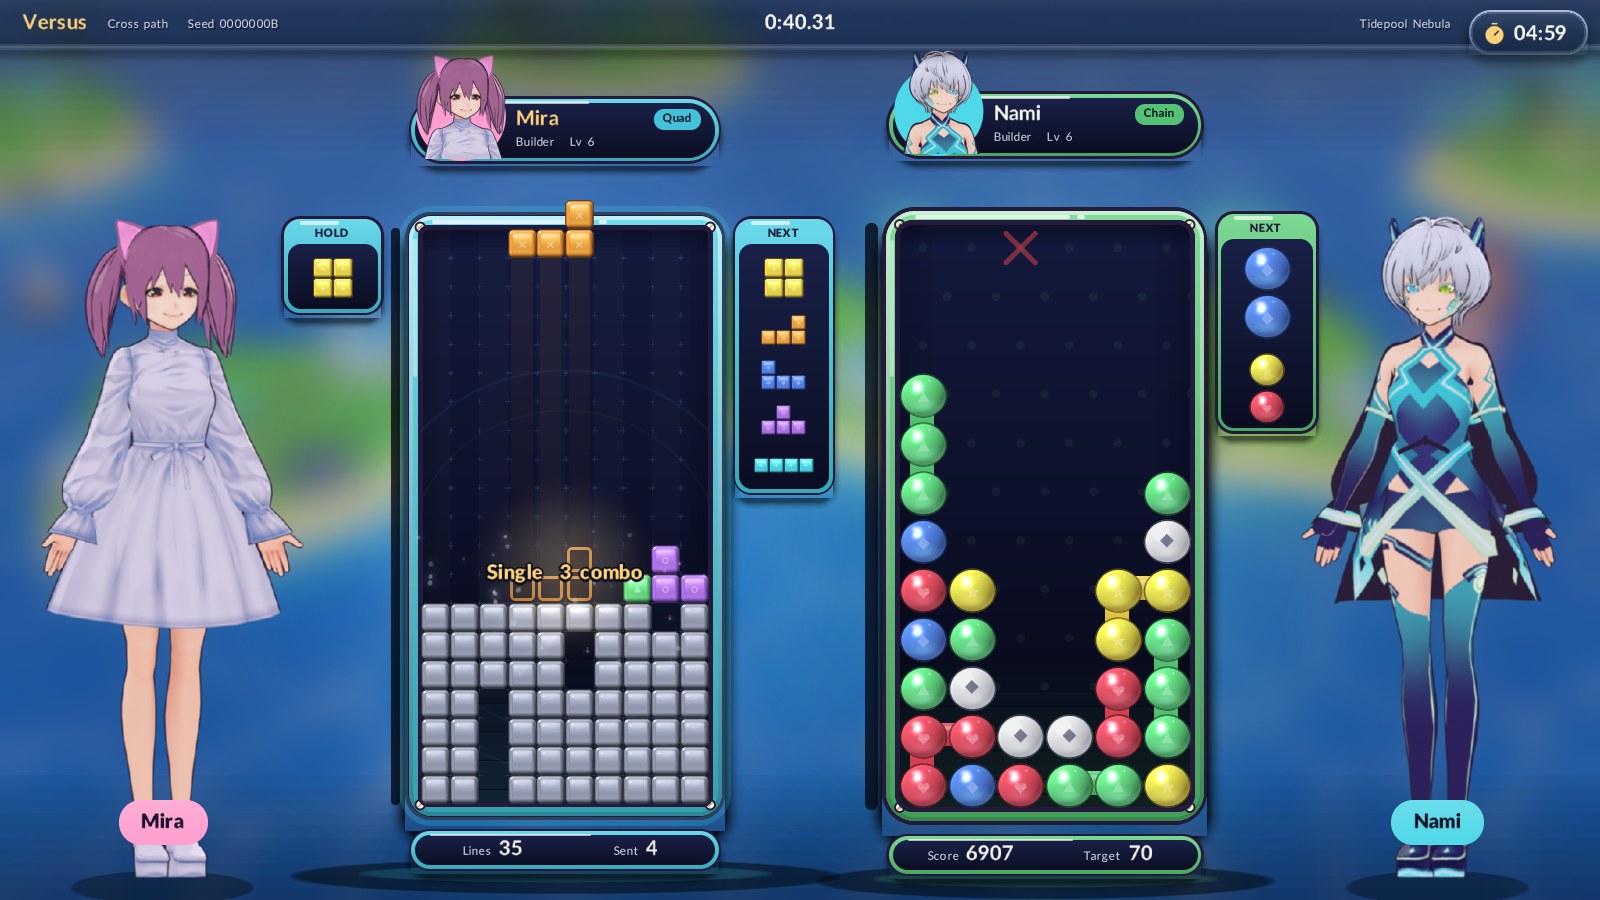 Versus Cross path Seed 0000000B
0:40.31
Tidepool Nebula
04:59
Mira
Quad
Builder Lv 6
Nami
Chain
Builder Lv 6
HOLD
NEXT
NEXT
Single 3-combo
Mira
Nami
Lines 35 Sent 4
Score 6907 Target 70